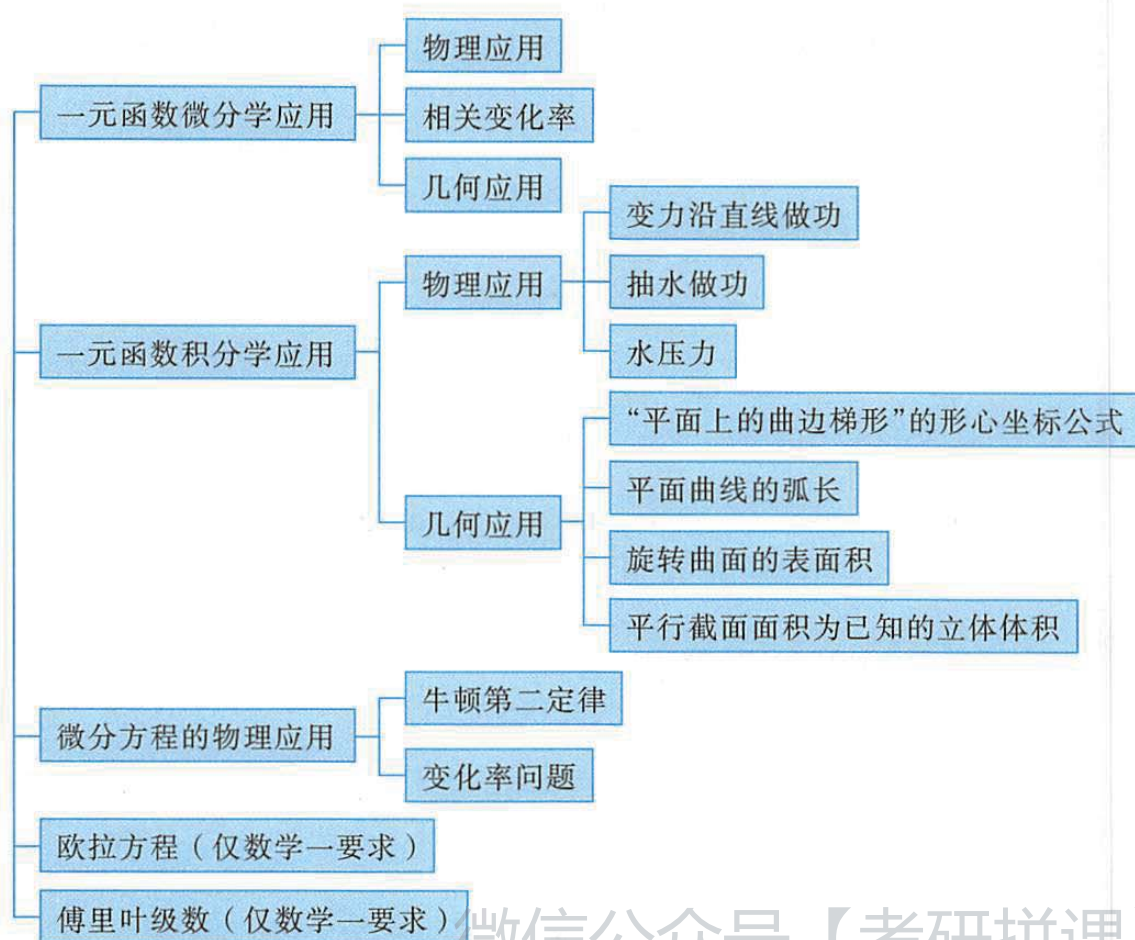 物理应用
一元函数微分学应用
相关变化率
几何应用
变力沿直线做功
物理应用
抽水做功
一元函数积分学应用
水压力
“平面上的曲边梯形”的形心坐标公式
平面曲线的弧长
几何应用
旋转曲面的表面积
平行截面面积为已知的立体体积
牛顿第二定律
微分方程的物理应用
变化率问题
欧拉方程（仅数学一要求）
傅里叶级数（仅数学一要求）
微信公众号【考研拼课